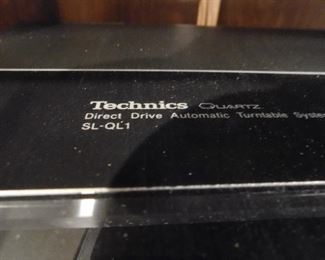 Technics QUARTZ
Direct Drive Automatic Turntable System
SL-QL1